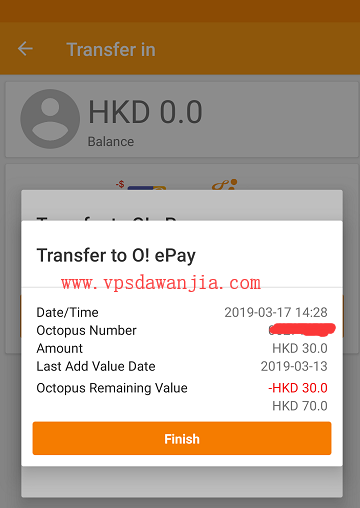 Transfer in
HKD 0.0
Balance
-$
Transfer to O! ePay
www.vpsdawanjia.com
Date/Time 2019-03-17 14:28
Octopus Number
Amount HKD 30.0
Last Add Value Date 2019-03-13
Octopus Remaining Value -HKD 30.0
HKD 70.0
Finish